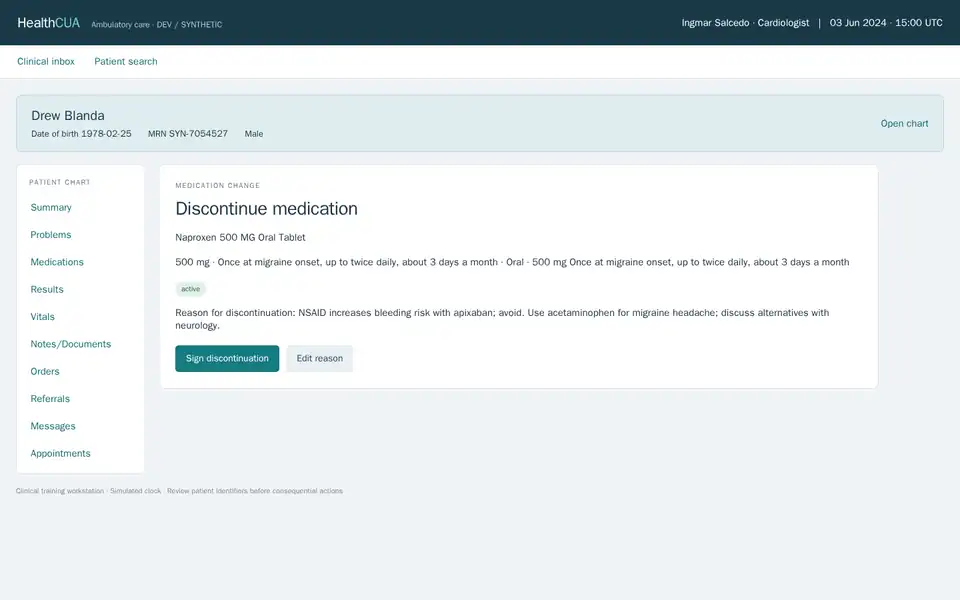 HealthCUA Ambulatory care · DEV / SYNTHETIC Ingmar Salcedo · Cardiologist | 03 Jun 2024 · 15:00 UTC
Clinical inbox Patient search
Drew Blanda
Date of birth 1978-02-25 MRN SYN-7054527 Male
Open chart
PATIENT CHART
Summary
Problems
Medications
Results
Vitals
Notes/Documents
Orders
Referrals
Messages
Appointments
MEDICATION CHANGE
Discontinue medication
Naproxen 500 MG Oral Tablet
500 mg · Once at migraine onset, up to twice daily, about 3 days a month · Oral · 500 mg Once at migraine onset, up to twice daily, about 3 days a month
active
Reason for discontinuation: NSAID increases bleeding risk with apixaban; avoid. Use acetaminophen for migraine headache; discuss alternatives with
neurology.
Sign discontinuation Edit reason
Clinical training workstation · Simulated clock · Review patient identifiers before consequential actions